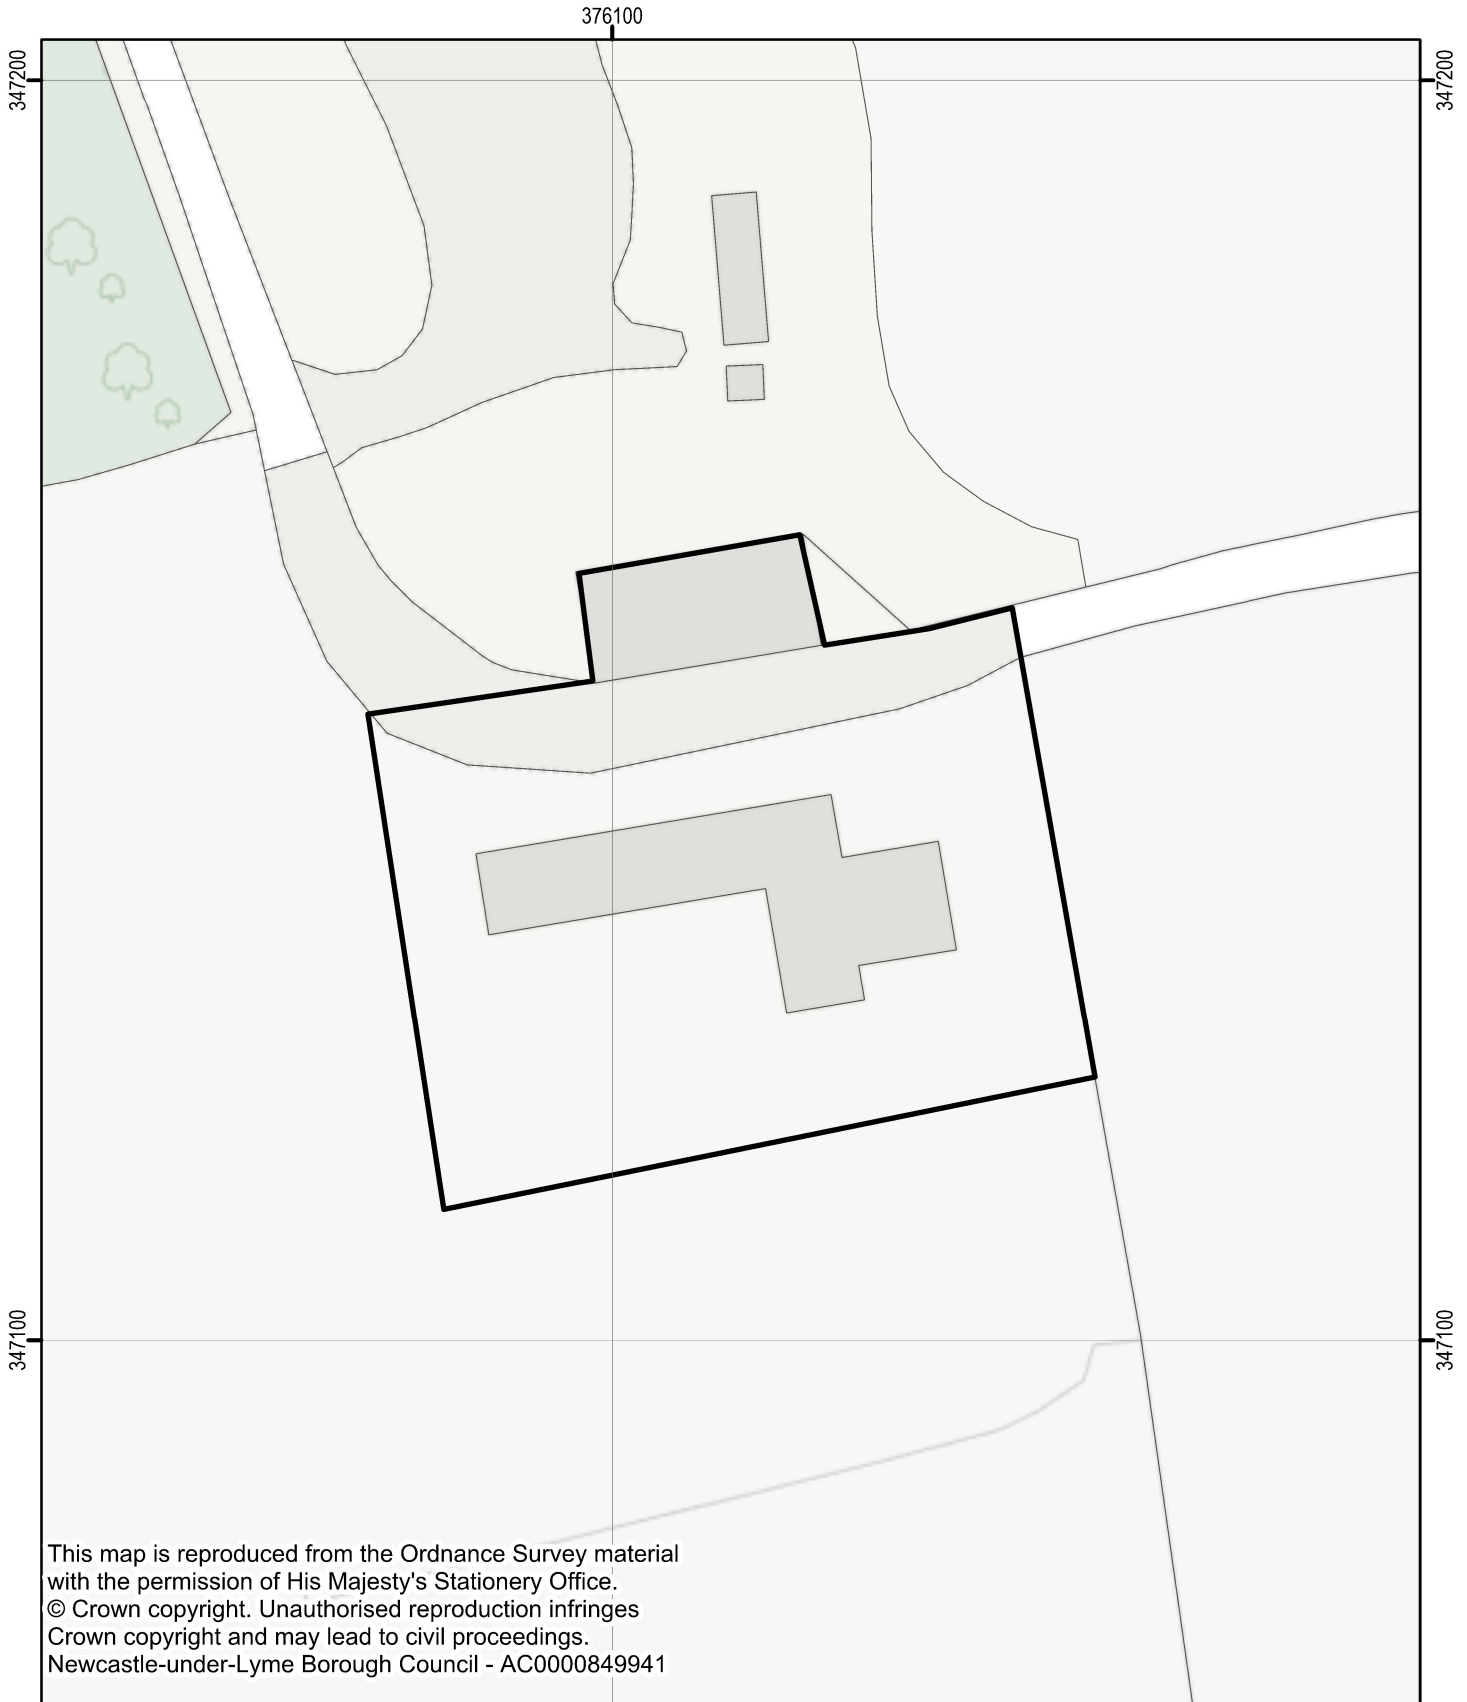 376100
347200
347200
347100
347100
This map is reproduced from the Ordnance Survey material
with the permission of His Majesty's Stationery Office.
© Crown copyright. Unauthorised reproduction infringes
Crown copyright and may lead to civil proceedings.
Newcastle-under-Lyme Borough Council - AC0000849941